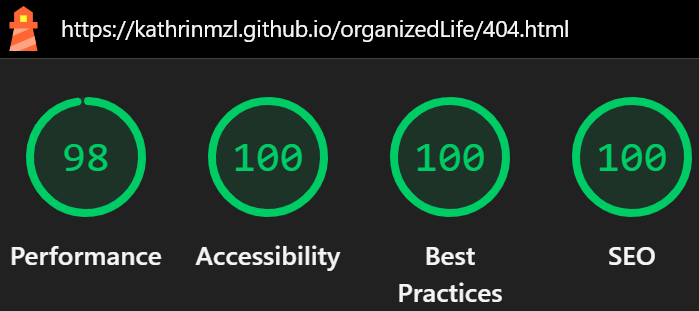 https://kathrinmzl.github.io/organizedLife/404.html
98 100 100 100
Performance Accessibility Best Practices SEO